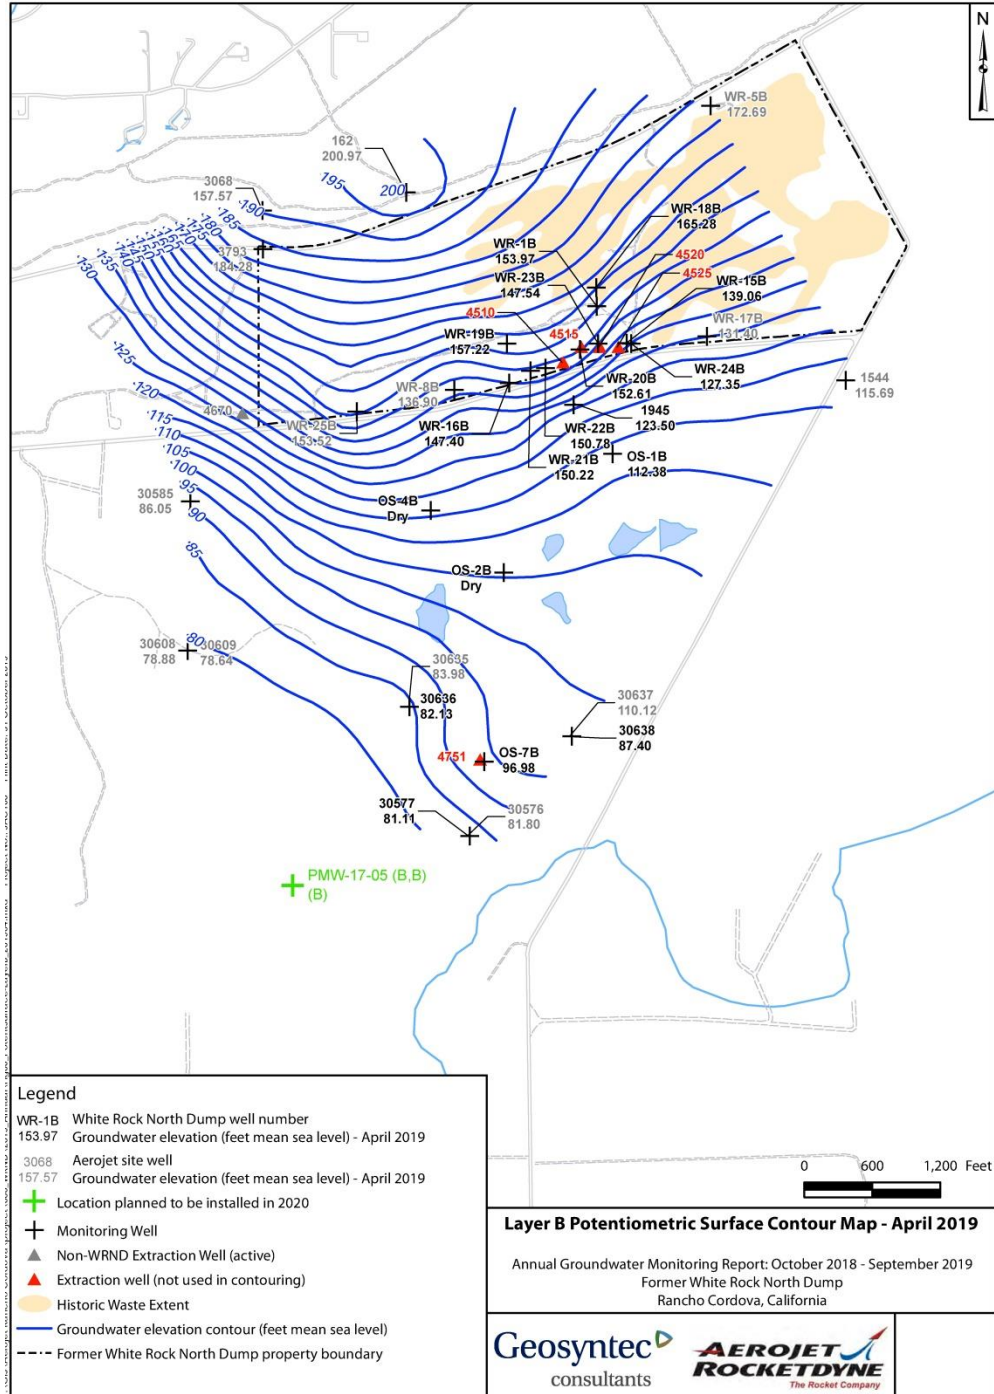 N
WR-5B
172.69
162
200.97
3068
157.57
195
200
190
185
180
175
170
165
160
155
150
145
140
135
130
3793
184.28
WR-18B
165.28
WR-1B
153.97
4520
WR-23B
147.54
4525
WR-15B
139.06
4510
4515
WR-17B
131.40
WR-19B
157.22
125
WR-8B
136.90
WR-20B
152.61
WR-24B
127.35
1544
115.69
120
4670
WR-25B
153.52
WR-16B
147.40
1945
123.50
WR-22B
150.78
115
110
105
100
95
90
WR-21B
150.22
OS-1B
112.38
30585
86.05
OS-4B
Dry
85
OS-2B
Dry
80
30608
78.88
30609
78.64
30635
83.98
30636
82.13
30637
110.12
30638
87.40
4751
OS-7B
96.98
30577
81.11
30576
81.80
PMW-17-05 (B,B)
(B)
Legend
WR-1B White Rock North Dump well number
153.97 Groundwater elevation (feet mean sea level) - April 2019
3068 Aerojet site well
157.57 Groundwater elevation (feet mean sea level) - April 2019
Location planned to be installed in 2020
Monitoring Well
Non-WRND Extraction Well (active)
Extraction well (not used in contouring)
Historic Waste Extent
Groundwater elevation contour (feet mean sea level)
Former White Rock North Dump property boundary
0 600 1,200 Feet
Layer B Potentiometric Surface Contour Map - April 2019
Annual Groundwater Monitoring Report: October 2018 - September 2019
Former White Rock North Dump
Rancho Cordova, California
Geosyntec
consultants
AEROJET
ROCKETDYNE
The Rocket Company